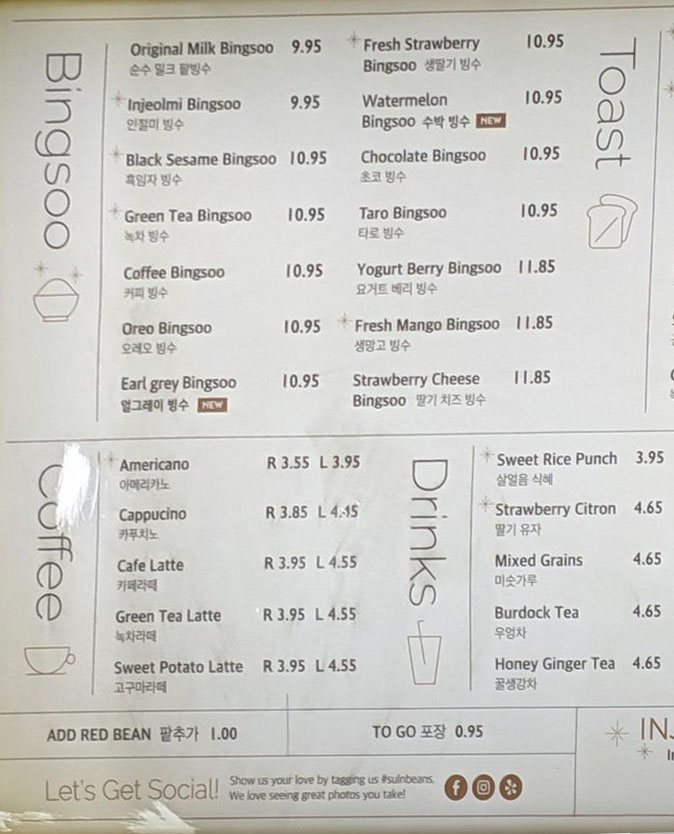 Bingsoo
Original Milk Bingsoo 9.95
순수 밀크 팥빙수
Injeolmi Bingsoo 9.95
인절미 빙수
Black Sesame Bingsoo 10.95
흑임자 빙수
Green Tea Bingsoo 10.95
녹차 빙수
Coffee Bingsoo 10.95
커피 빙수
Oreo Bingsoo 10.95
오레오 빙수
Earl grey Bingsoo 10.95
얼그레이 빙수 NEW
Fresh Strawberry 10.95
Bingsoo 생딸기 빙수
Watermelon 10.95
Bingsoo 수박 빙수 NEW
Chocolate Bingsoo 10.95
초코 빙수
Taro Bingsoo 10.95
타로 빙수
Yogurt Berry Bingsoo 11.85
요거트 베리 빙수
Fresh Mango Bingsoo 11.85
생망고 빙수
Strawberry Cheese 11.85
Bingsoo 딸기 치즈 빙수
Toast
Coffee
Americano R 3.55 L 3.95
아메리카노
Cappucino R 3.85 L 4.45
카푸치노
Cafe Latte R 3.95 L 4.55
카페라떼
Green Tea Latte R 3.95 L 4.55
녹차라떼
Sweet Potato Latte R 3.95 L 4.55
고구마라떼
Drinks
Sweet Rice Punch 3.95
살얼음 식혜
Strawberry Citron 4.65
딸기 유자
Mixed Grains 4.65
미숫가루
Burdock Tea 4.65
우엉차
Honey Ginger Tea 4.65
꿀생강차
ADD RED BEAN 팥추가 1.00
TO GO 포장 0.95
Let's Get Social!
Show us your love by tagging us #sulnbeans.
We love seeing great photos you take!